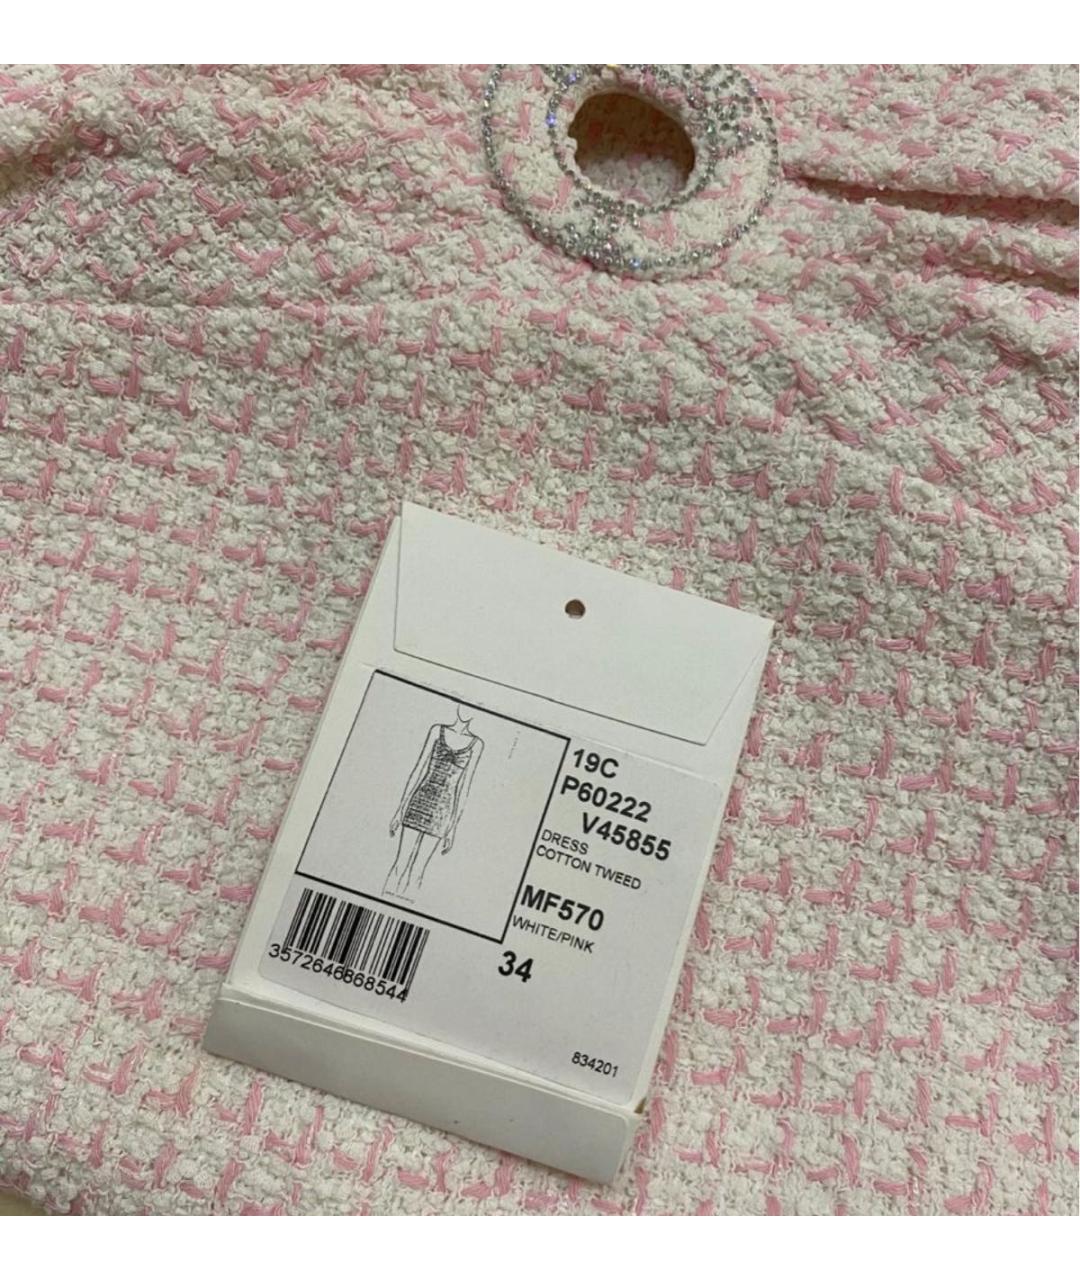 19C
P60222
V45855
DRESS
COTTON TWEED
MF570
WHITE/PINK
34
3572646868544
834201